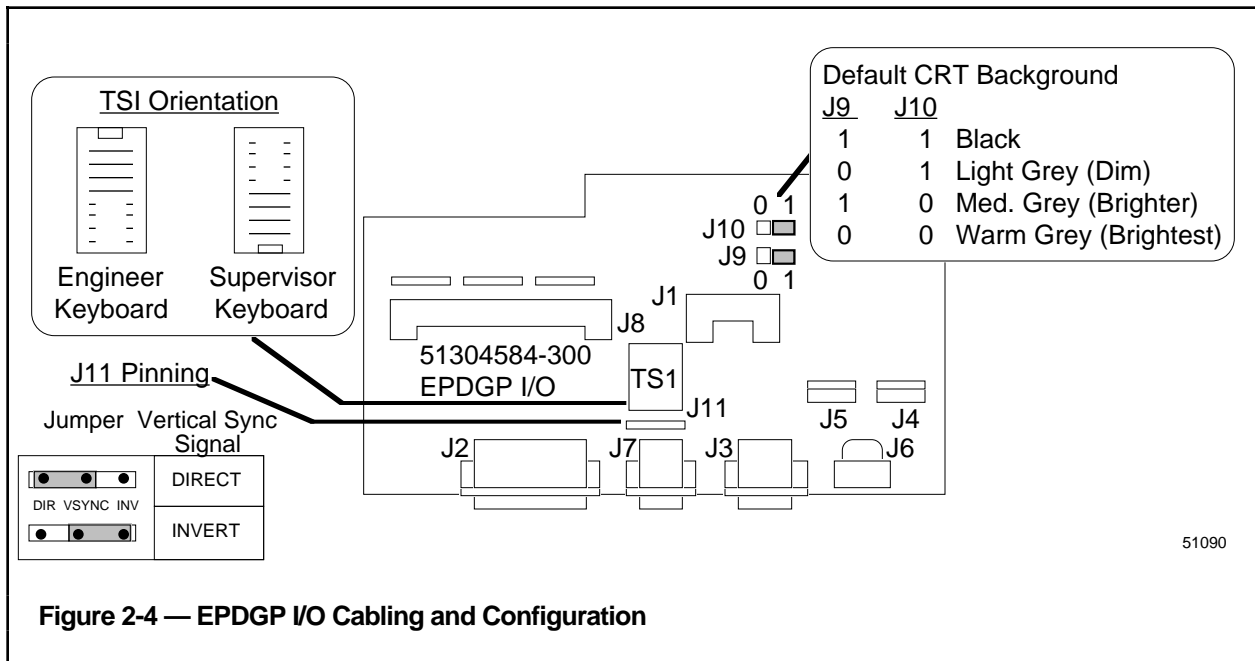 TSI Orientation
Engineer Keyboard
Supervisor Keyboard
Default CRT Background
J9 J10
1 1 Black
0 1 Light Grey (Dim)
1 0 Med. Grey (Brighter)
0 0 Warm Grey (Brightest)
0 1
J10
J9
0 1
J1
J8
51304584-300
EPDGP I/O
TS1
J11
J11 Pinning
Jumper Vertical Sync
Signal
DIRECT
DIR VSYNC INV
INVERT
J2
J7
J3
J5
J4
J6
51090
Figure 2-4 — EPDGP I/O Cabling and Configuration